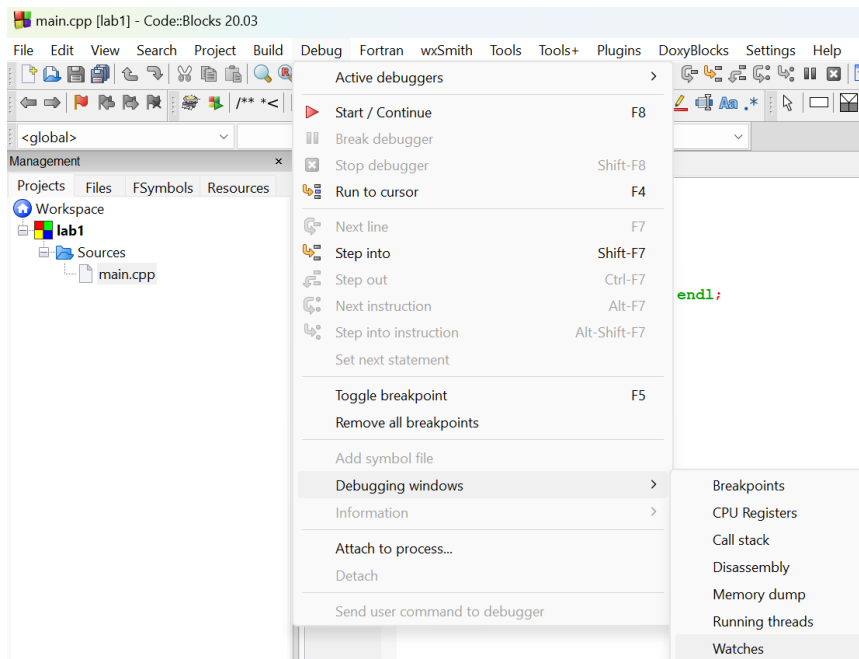 main.cpp [lab1] - Code::Blocks 20.03
File Edit View Search Project Build Debug Fortran wxSmith Tools Tools+ Plugins DoxyBlocks Settings Help
/** *<
Aa .*
<global>
Management ×
Projects Files FSymbols Resources
Workspace
lab1
Sources
main.cpp
Active debuggers >
Start / Continue F8
Break debugger
Stop debugger Shift-F8
Run to cursor F4
Next line F7
Step into Shift-F7
Step out Ctrl-F7
Next instruction Alt-F7
Step into instruction Alt-Shift-F7
Set next statement
Toggle breakpoint F5
Remove all breakpoints
Add symbol file
Debugging windows >
Information >
Attach to process...
Detach
Send user command to debugger
endl;
Breakpoints
CPU Registers
Call stack
Disassembly
Memory dump
Running threads
Watches